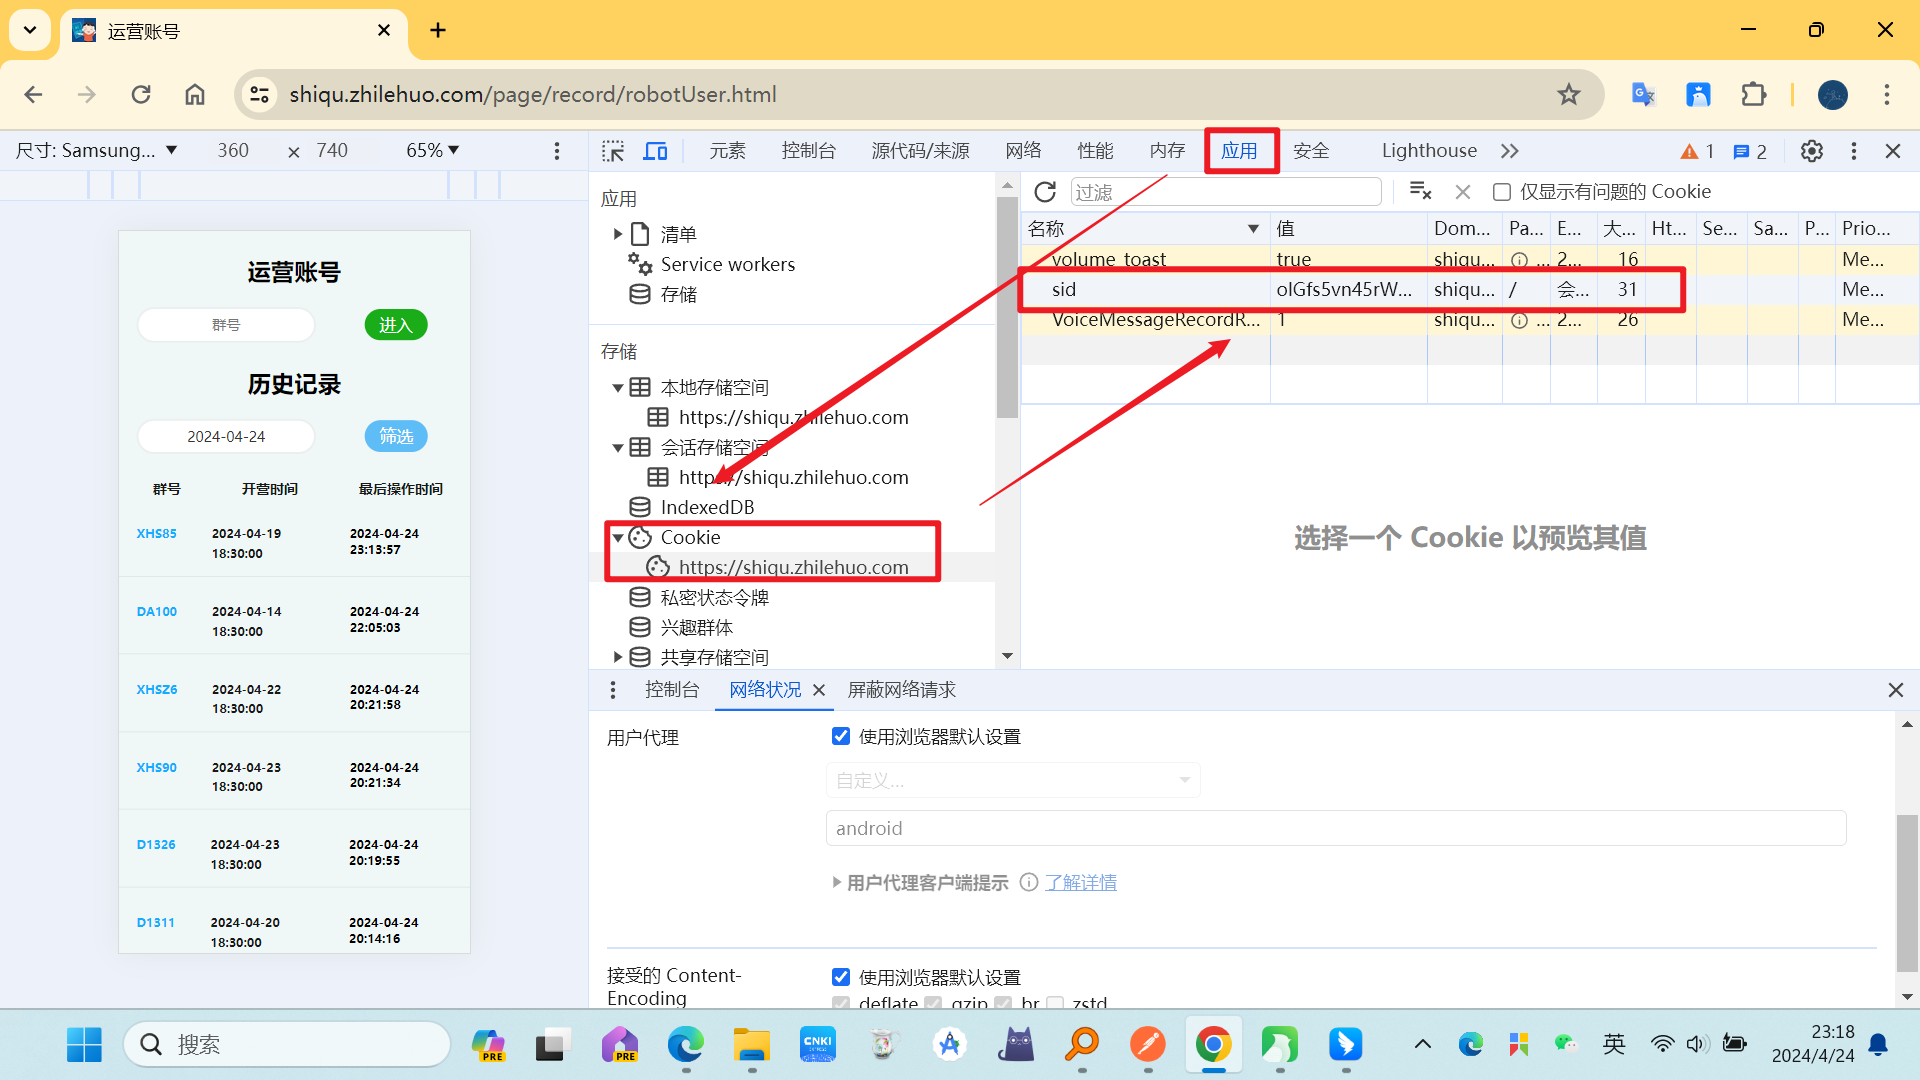 运营账号
shiqu.zhilehuo.com/page/record/robotUser.html
尺寸: Samsung... 360 × 740 65%
元素 控制台 源代码/来源 网络 性能 内存 应用 安全 Lighthouse
1 2
运营账号
群号 进入
历史记录
2024-04-24 筛选
群号 开营时间 最后操作时间
XHS85 2024-04-19 18:30:00 2024-04-24 23:13:57
DA100 2024-04-14 18:30:00 2024-04-24 22:05:03
XHSZ6 2024-04-22 18:30:00 2024-04-24 20:21:58
XHS90 2024-04-23 18:30:00 2024-04-24 20:21:34
D1326 2024-04-23 18:30:00 2024-04-24 20:19:55
D1311 2024-04-20 18:30:00 2024-04-24 20:14:16
应用
清单
Service workers
存储
存储
本地存储空间
https://shiqu.zhilehuo.com
会话存储空间
https://shiqu.zhilehuo.com
IndexedDB
Cookie
https://shiqu.zhilehuo.com
私密状态令牌
兴趣群体
共享存储空间
过滤 仅显示有问题的 Cookie
名称 值 Dom... Pa... E... 大... Ht... Se... Sa... P... Prio...
volume_toast true shiqu... ... 2... 16 Me...
sid oIGfs5vn45rW... shiqu... / 会... 31 Me...
VoiceMessageRecordR... 1 shiqu... ... 2... 26 Me...
选择一个 Cookie 以预览其值
控制台 网络状况 屏蔽网络请求
用户代理 使用浏览器默认设置
自定义...
android
用户代理客户端提示 了解详情
接受的 Content-Encoding 使用浏览器默认设置
deflate gzip br zstd
搜索
PRE
PRE
CNKI
英
23:18
2024/4/24